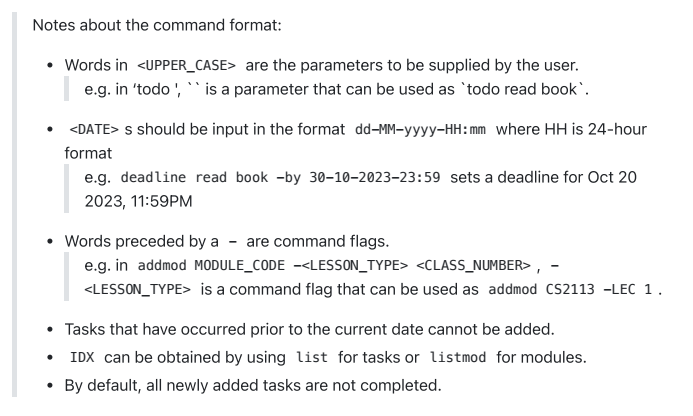 Notes about the command format:
• Words in <UPPER_CASE> are the parameters to be supplied by the user.
e.g. in ‘todo ', `` is a parameter that can be used as `todo read book`.
• <DATE> s should be input in the format dd-MM-yyyy-HH:mm where HH is 24-hour
format
e.g. deadline read book -by 30-10-2023-23:59 sets a deadline for Oct 20
2023, 11:59PM
• Words preceded by a - are command flags.
e.g. in addmod MODULE_CODE -<LESSON_TYPE> <CLASS_NUMBER> , -
<LESSON_TYPE> is a command flag that can be used as addmod CS2113 -LEC 1 .
• Tasks that have occurred prior to the current date cannot be added.
• IDX can be obtained by using list for tasks or listmod for modules.
• By default, all newly added tasks are not completed.